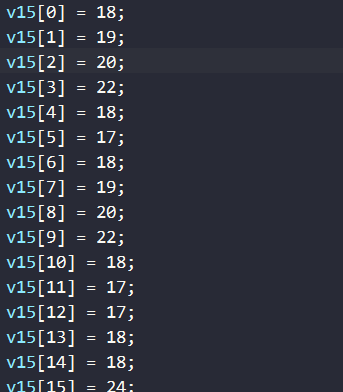 v15[0] = 18;
v15[1] = 19;
v15[2] = 20;
v15[3] = 22;
v15[4] = 18;
v15[5] = 17;
v15[6] = 18;
v15[7] = 19;
v15[8] = 20;
v15[9] = 22;
v15[10] = 18;
v15[11] = 17;
v15[12] = 17;
v15[13] = 18;
v15[14] = 18;
v15[15] = 24;